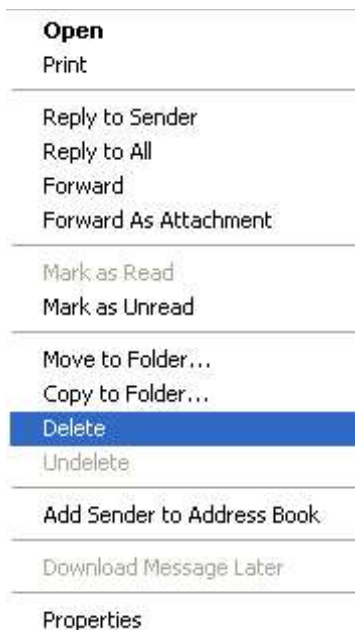 Open
Print
Reply to Sender
Reply to All
Forward
Forward As Attachment
Mark as Read
Mark as Unread
Move to Folder...
Copy to Folder...
Delete
Undelete
Add Sender to Address Book
Download Message Later
Properties